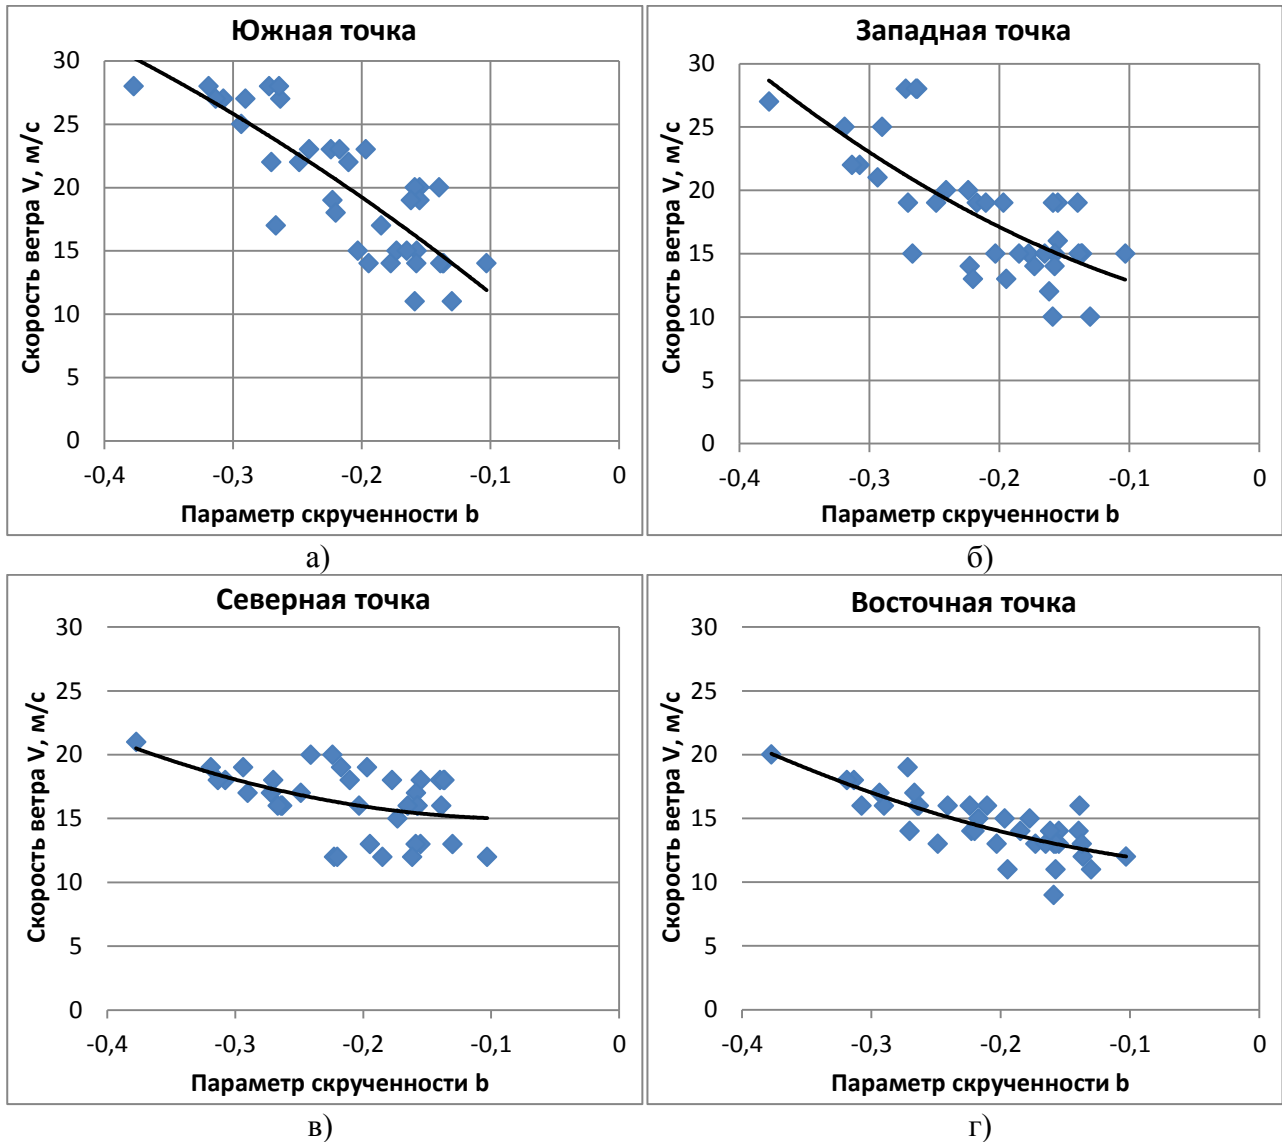 Южная точка
Скорость ветра V, м/с
30
25
20
15
10
5
0
-0,4 -0,3 -0,2 -0,1 0
Параметр скрученности b
а)
Западная точка
Скорость ветра V, м/с
30
25
20
15
10
5
0
-0,4 -0,3 -0,2 -0,1 0
Параметр скрученности b
б)
Северная точка
Скорость ветра V, м/с
30
25
20
15
10
5
0
-0,4 -0,3 -0,2 -0,1 0
Параметр скрученности b
в)
Восточная точка
Скорость ветра V, м/с
30
25
20
15
10
5
0
-0,4 -0,3 -0,2 -0,1 0
Параметр скрученности b
г)